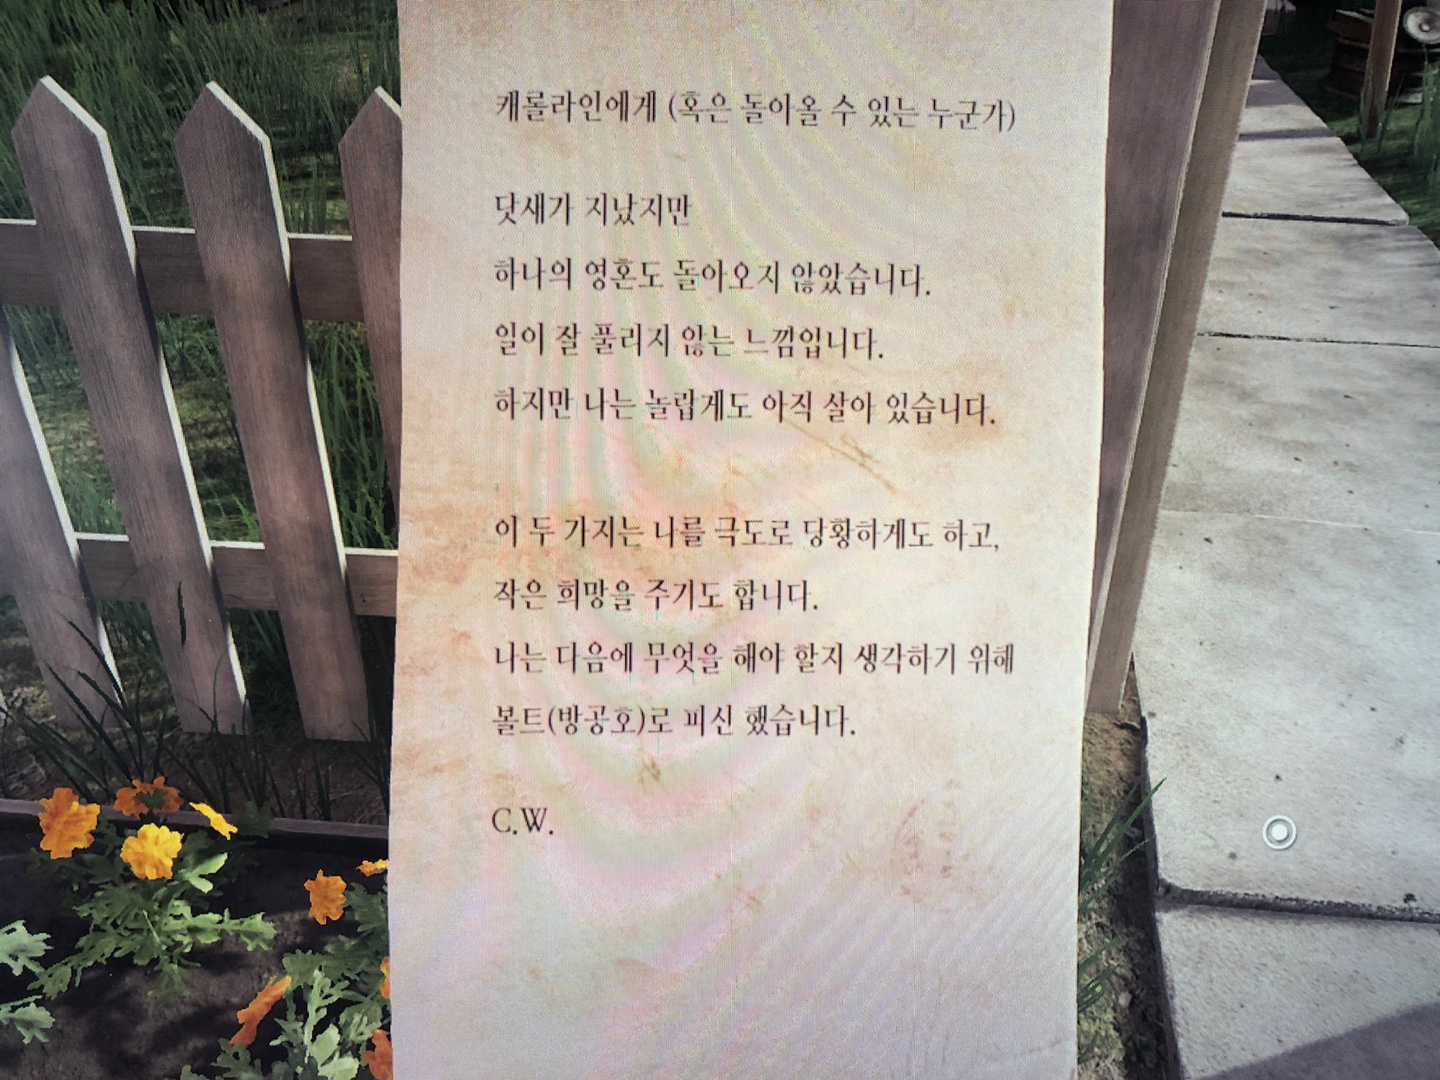 캐롤라인에게 (혹은 돌아올 수 있는 누군가)
닷새가 지났지만
하나의 영혼도 돌아오지 않았습니다.
일이 잘 풀리지 않는 느낌입니다.
하지만 나는 놀랍게도 아직 살아 있습니다.
이 두 가지는 나를 극도로 당황하게도 하고,
작은 희망을 주기도 합니다.
나는 다음에 무엇을 해야 할지 생각하기 위해
볼트(방공호)로 피신 했습니다.
C.W.